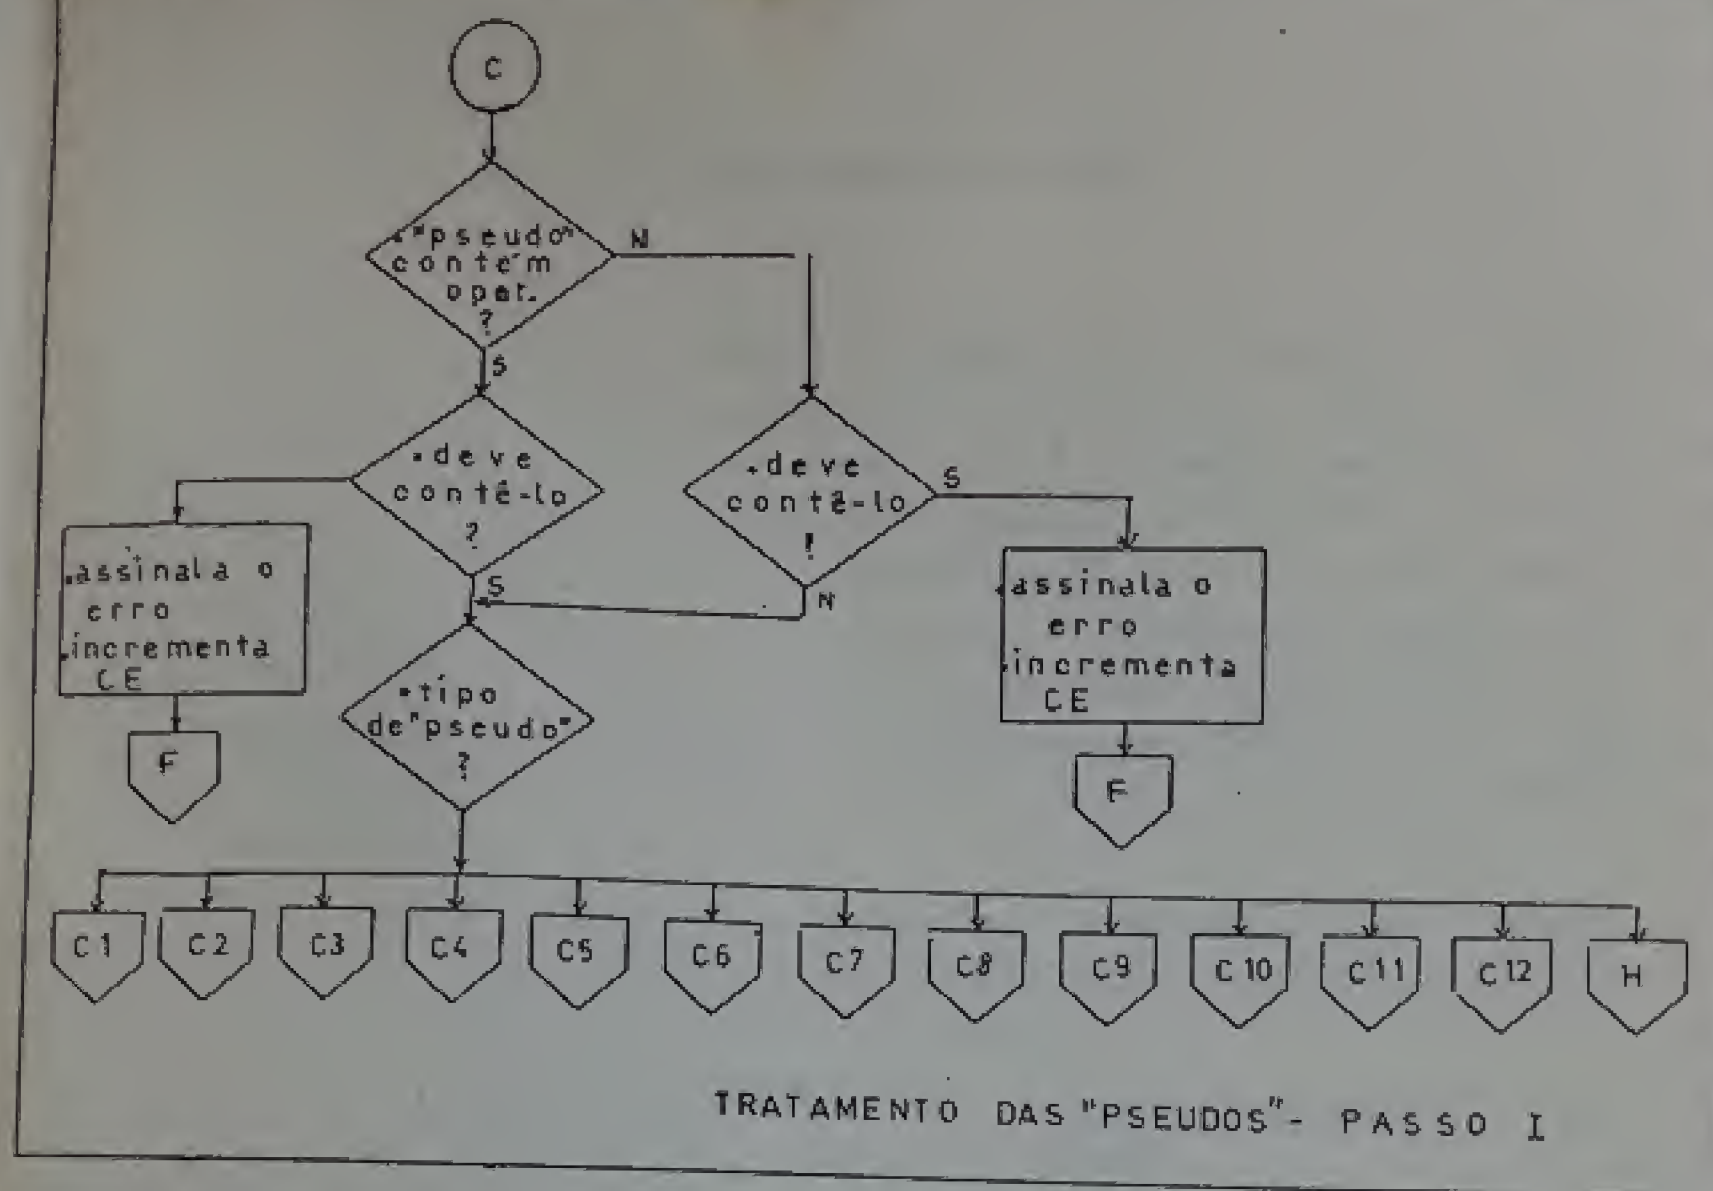 C
."pseudo"
contém
oper.
?
N
S
.deve
contê-lo
?
S
.deve
contê-lo
!
S
N
.assinala o
erro
.incrementa
CE
F
.assinala o
erro
.incrementa
CE
F
.tipo
de"pseudo"
?
C1
C2
C3
C4
C5
C6
C7
C8
C9
C10
C11
C12
H
TRATAMENTO DAS "PSEUDOS"- PASSO I